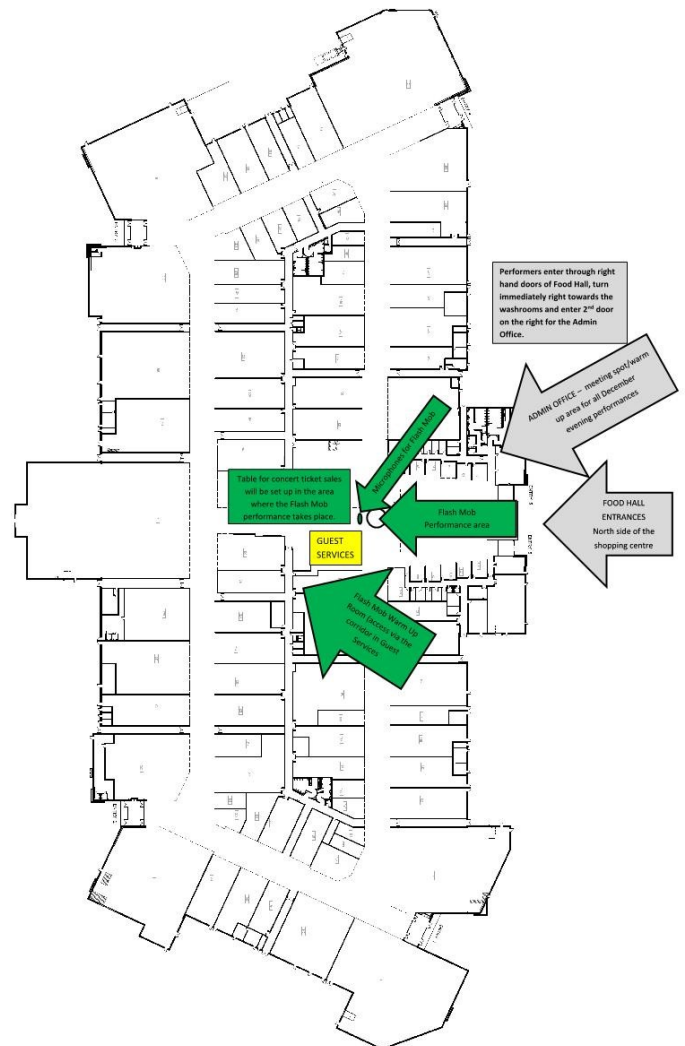 Performers enter through right
hand doors of Food Hall, turn
immediately right towards the
washrooms and enter 2nd door
on the right for the Admin
Office.
ADMIN OFFICE – meeting spot/warm
up area for all December
evening performances
Microphones for Flash Mob
Table for concert ticket sales
will be set up in the area
where the Flash Mob
performance takes place.
Flash Mob
Performance area
FOOD HALL
ENTRANCES
North side of the
shopping centre
GUEST
SERVICES
Flash Mob Warm Up
Room (access via the
corridor in Guest
Services